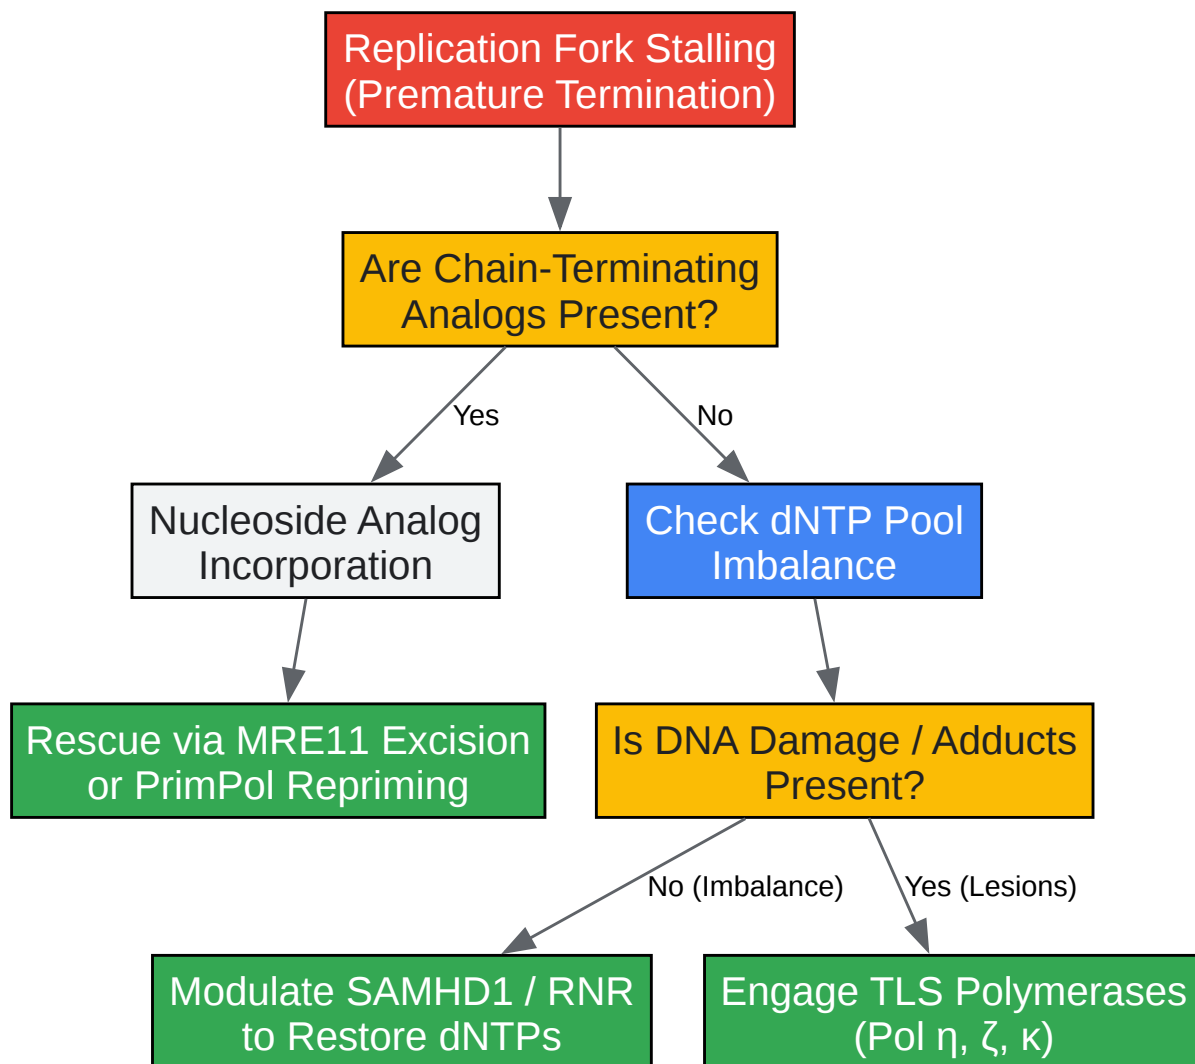 Replication Fork Stalling
(Premature Termination)
Are Chain-Terminating
Analogs Present?
Yes
No
Nucleoside Analog
Incorporation
Check dNTP Pool
Imbalance
Rescue via MRE11 Excision
or PrimPol Repriming
Is DNA Damage / Adducts
Present?
No (Imbalance)
Yes (Lesions)
Modulate SAMHD1 / RNR
to Restore dNTPs
Engage TLS Polymerases
(Pol η, ζ, κ)